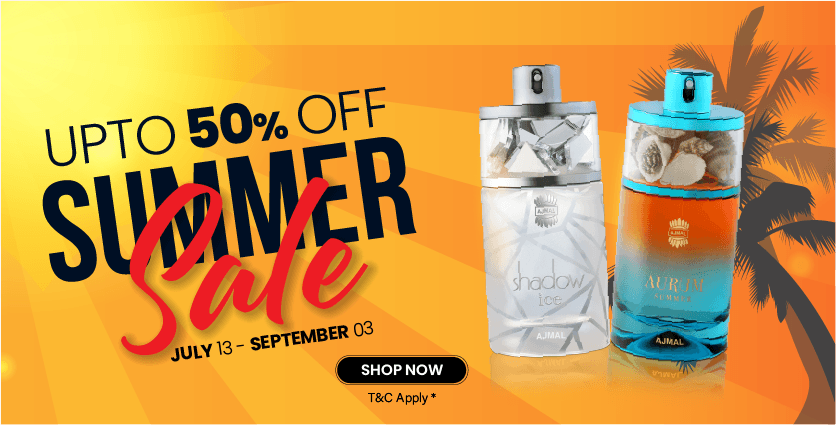 UPTO 50% OFF
SUMMER
Sale
JULY 13 - SEPTEMBER 03
SHOP NOW
T&C Apply *
AJMAL
shadow
ice
AJMAL
AJMAL
AURUM
SUMMER
AJMAL